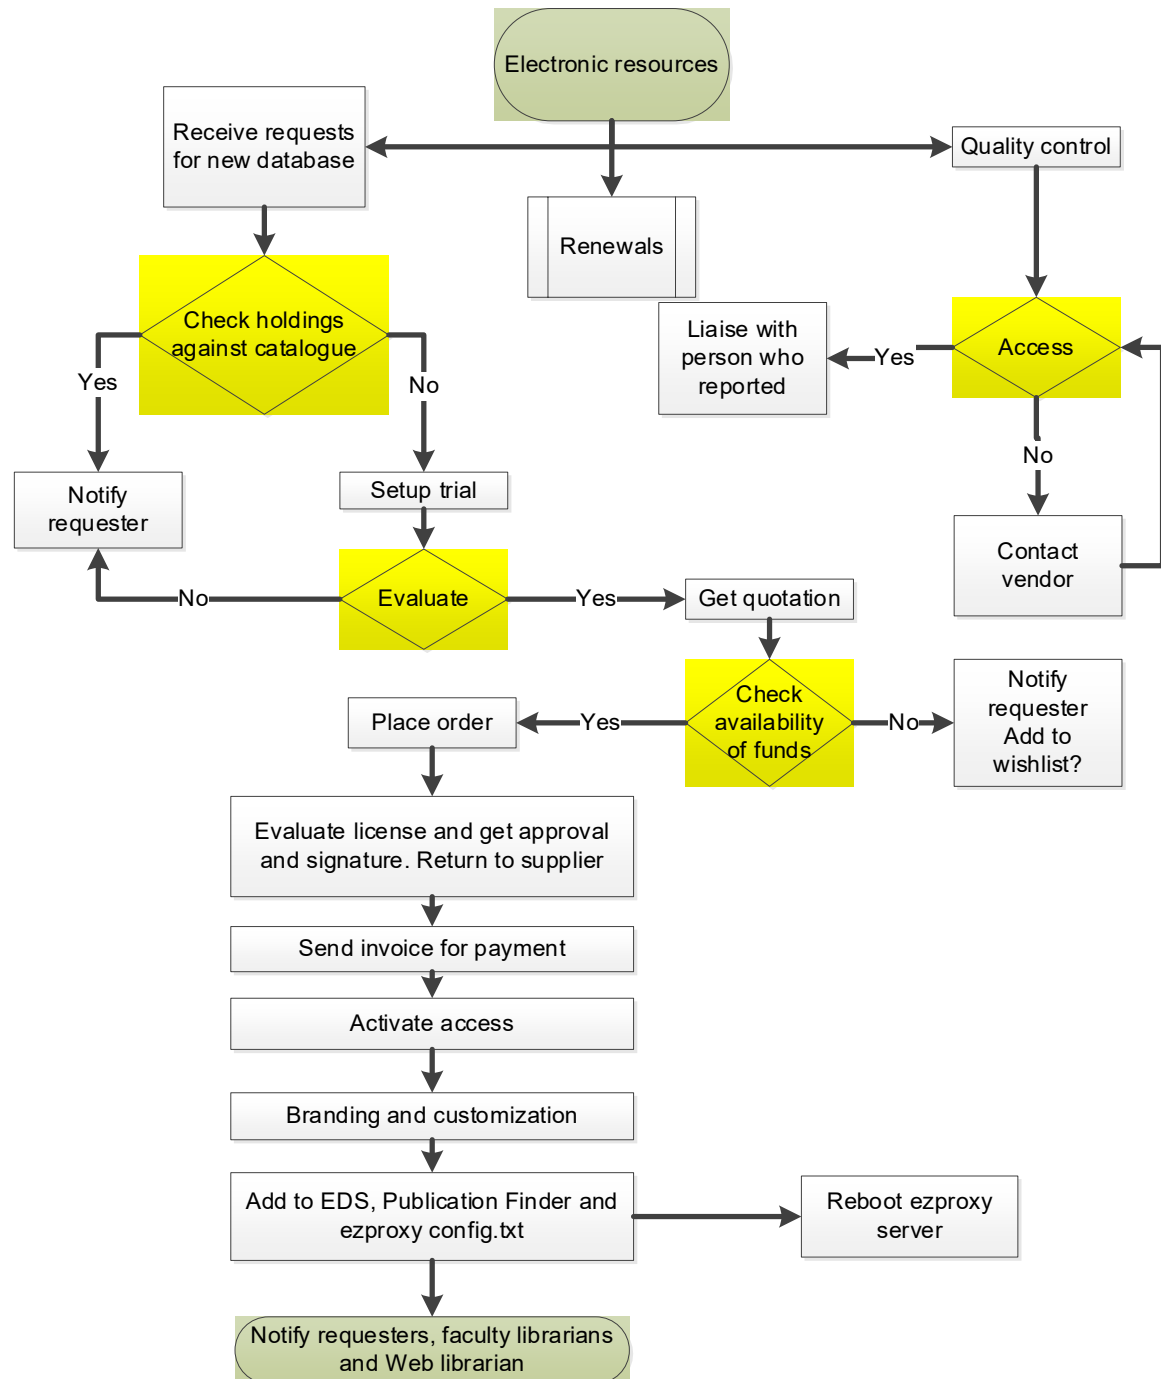 Electronic resources
Receive requests
for new database
Quality control
Renewals
Check holdings
against catalogue
Liaise with
person who
reported
Yes
Access
Yes
No
No
Notify
requester
Setup trial
Contact
vendor
No
Evaluate
Yes
Get quotation
Place order
Yes
Check
availability
of funds
No
Notify
requester
Add to
wishlist?
Evaluate license and get approval
and signature. Return to supplier
Send invoice for payment
Activate access
Branding and customization
Add to EDS, Publication Finder and
ezproxy config.txt
Reboot ezproxy
server
Notify requesters, faculty librarians
and Web librarian